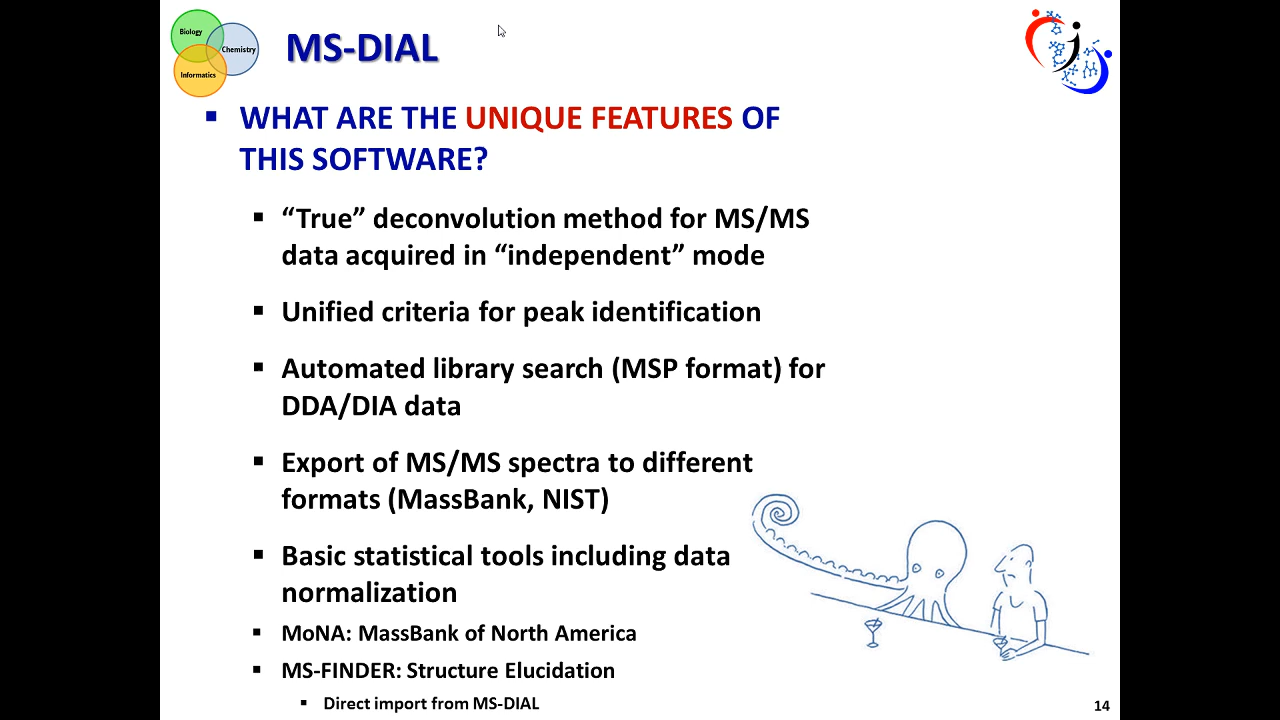 Biology
Chemistry
Informatics
MS-DIAL
▪ WHAT ARE THE UNIQUE FEATURES OF
THIS SOFTWARE?
▪ “True” deconvolution method for MS/MS
data acquired in “independent” mode
▪ Unified criteria for peak identification
▪ Automated library search (MSP format) for
DDA/DIA data
▪ Export of MS/MS spectra to different
formats (MassBank, NIST)
▪ Basic statistical tools including data
normalization
▪ MoNA: MassBank of North America
▪ MS-FINDER: Structure Elucidation
▪ Direct import from MS-DIAL
14